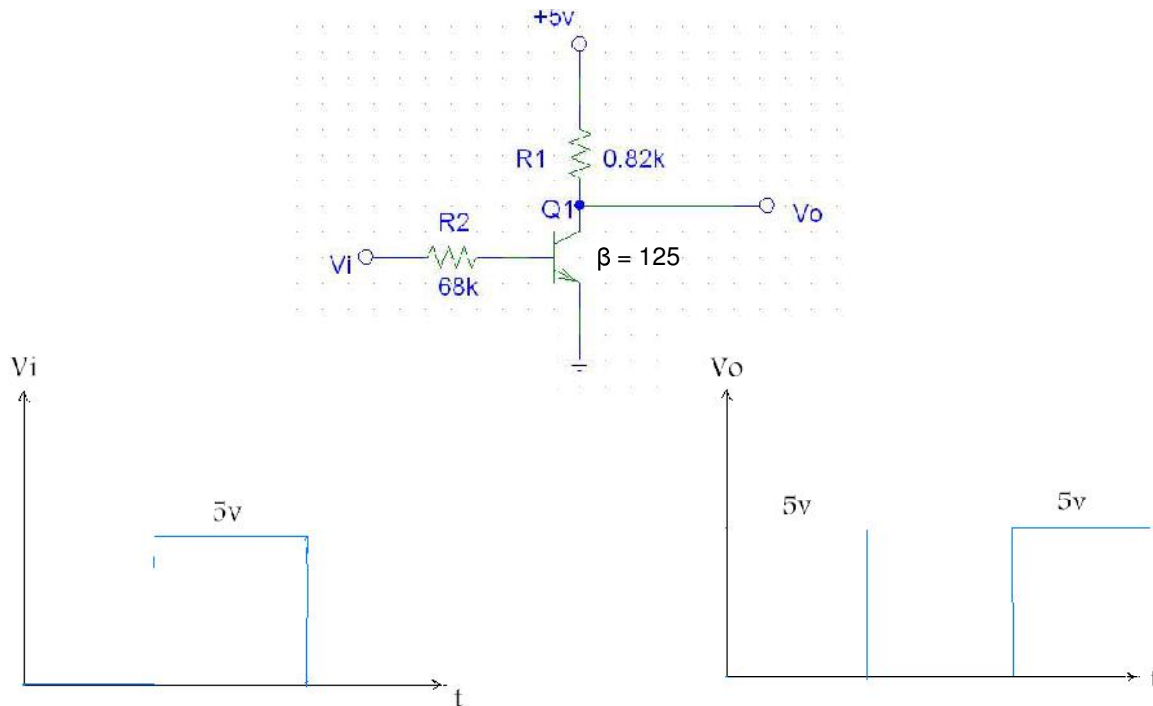 +5v
R1 0.82k
Q1 Vo
R2
Vi β = 125
68k
Vi Vo
5v 5v 5v
t t